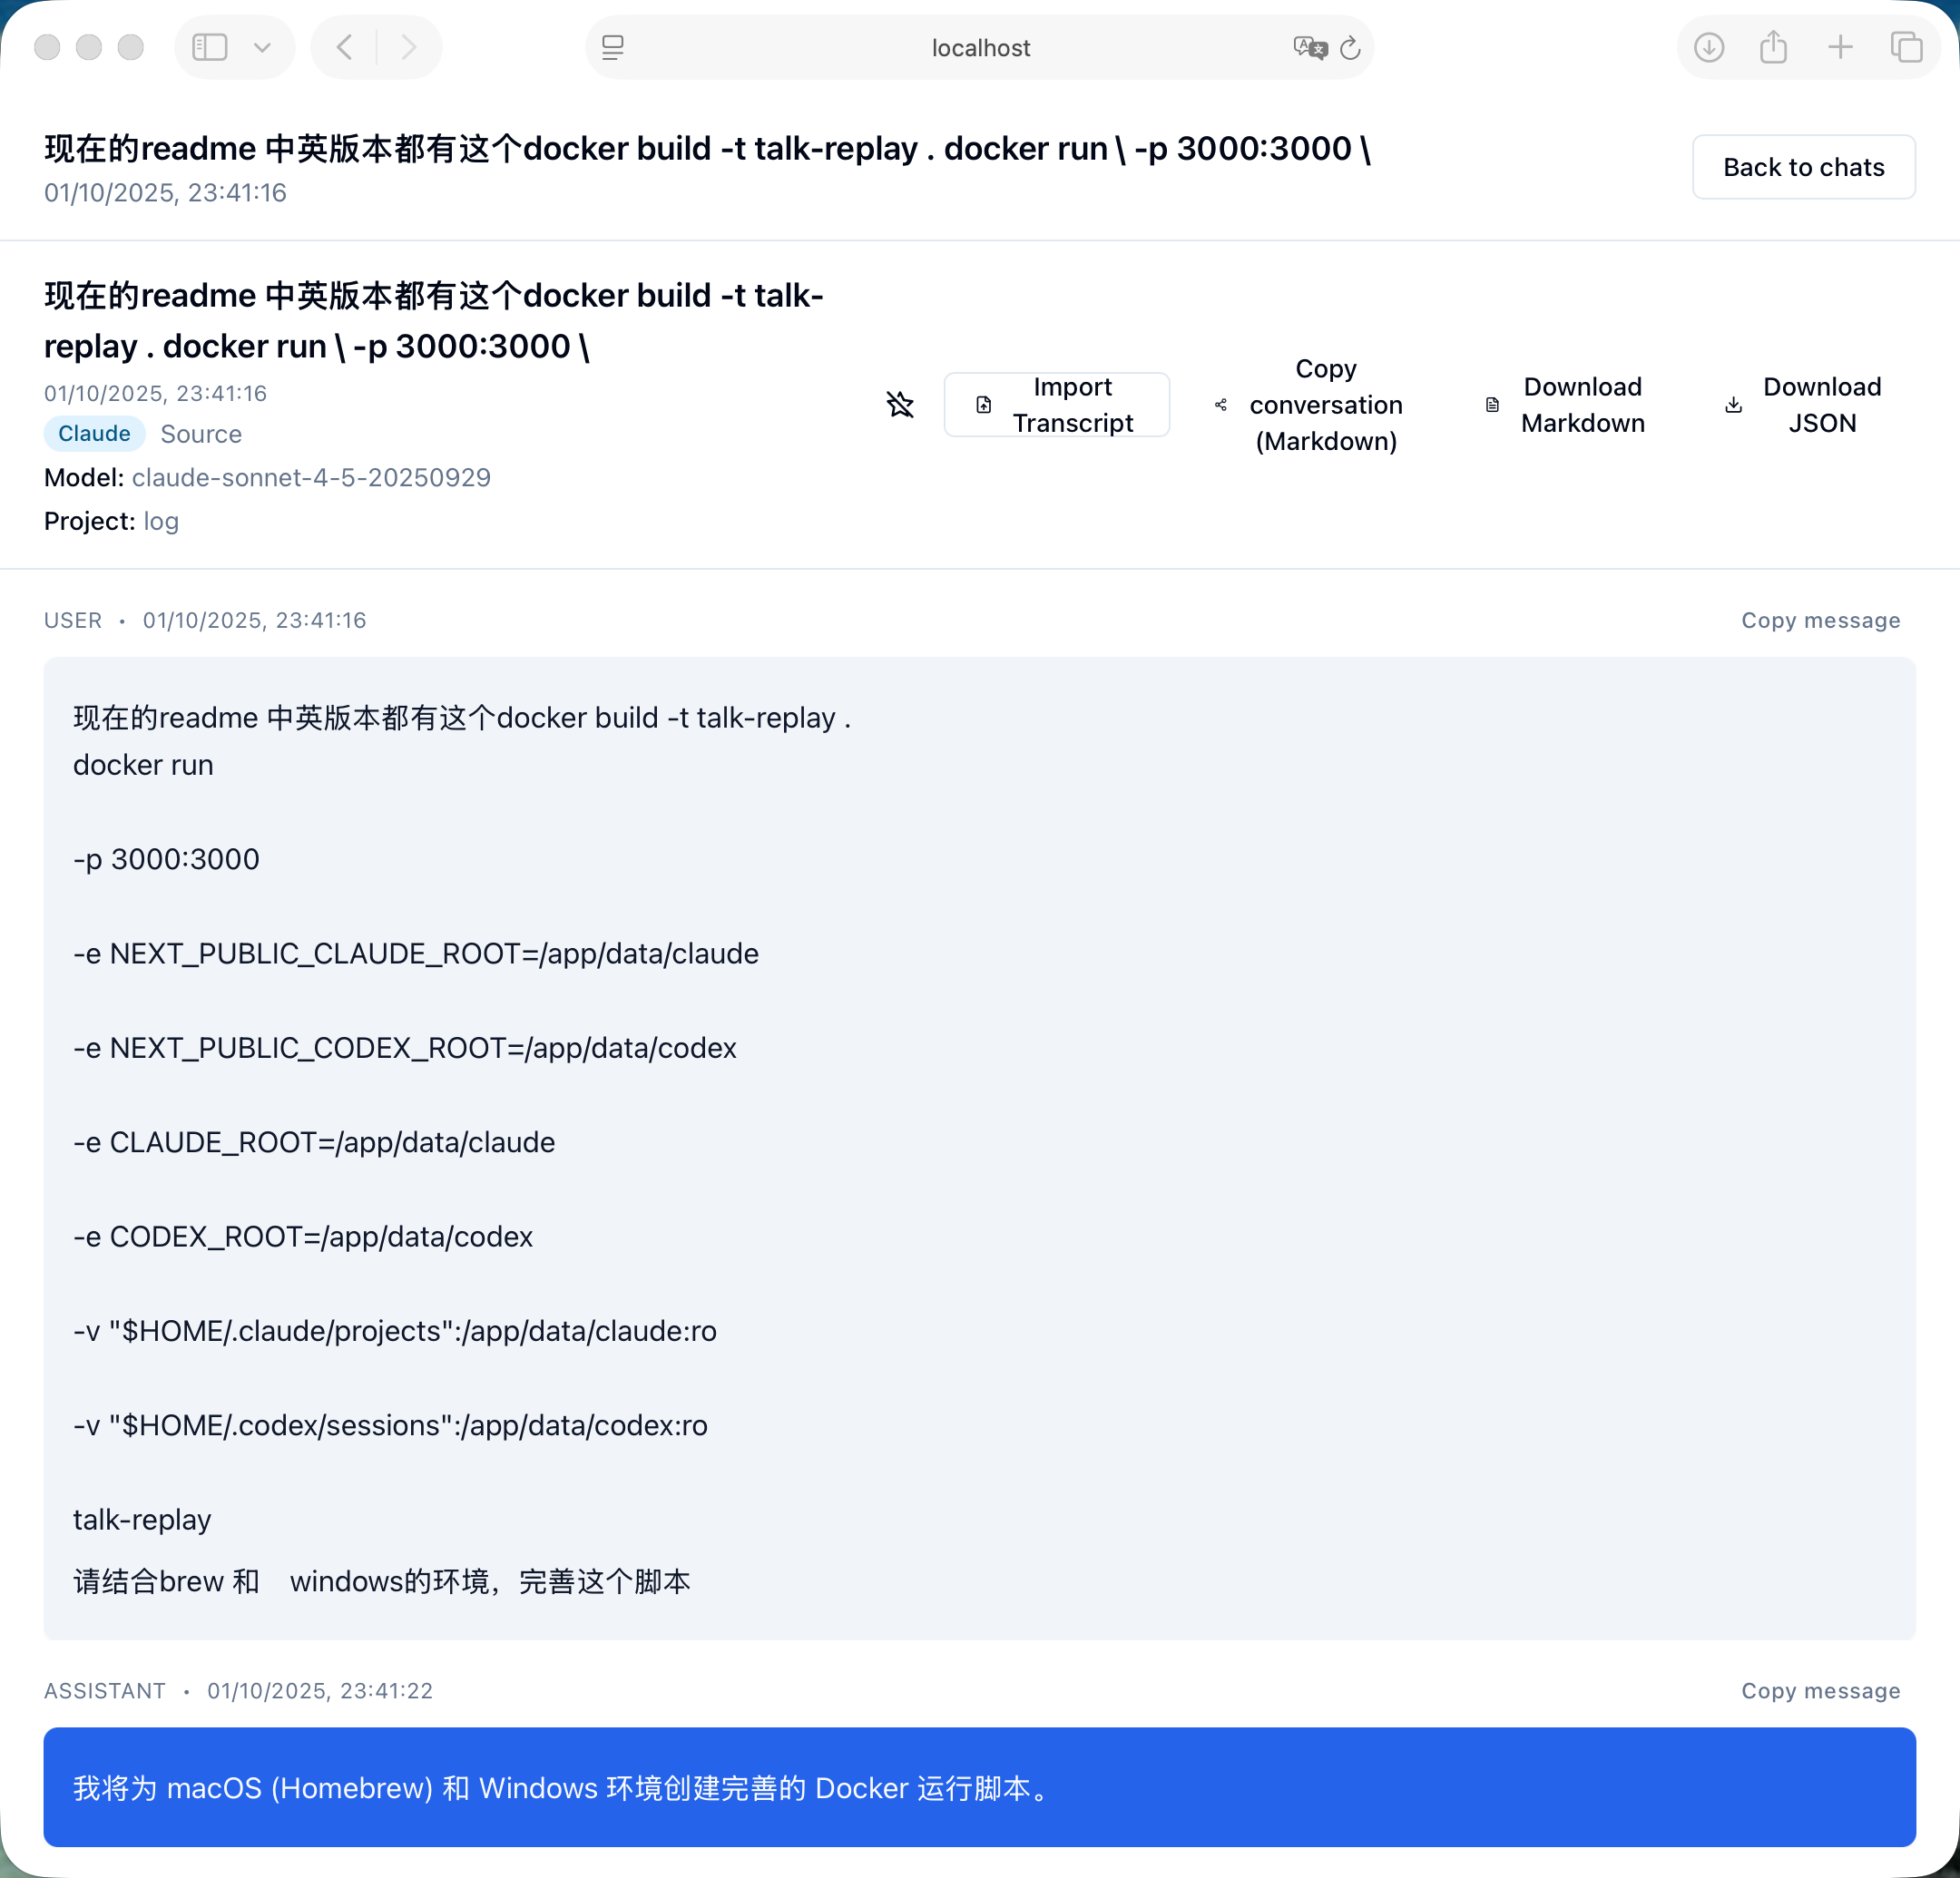 localhost
现在的readme 中英版本都有这个docker build -t talk-replay . docker run \ -p 3000:3000 \
01/10/2025, 23:41:16
Back to chats
现在的readme 中英版本都有这个docker build -t talk-
replay . docker run \ -p 3000:3000 \
01/10/2025, 23:41:16
Claude Source
Model: claude-sonnet-4-5-20250929
Project: log
Import
Transcript
Copy
conversation
(Markdown)
Download
Markdown
Download
JSON
USER • 01/10/2025, 23:41:16
Copy message
现在的readme 中英版本都有这个docker build -t talk-replay .
docker run
-p 3000:3000
-e NEXT_PUBLIC_CLAUDE_ROOT=/app/data/claude
-e NEXT_PUBLIC_CODEX_ROOT=/app/data/codex
-e CLAUDE_ROOT=/app/data/claude
-e CODEX_ROOT=/app/data/codex
-v "$HOME/.claude/projects":/app/data/claude:ro
-v "$HOME/.codex/sessions":/app/data/codex:ro
talk-replay
请结合brew 和　windows的环境，完善这个脚本
ASSISTANT • 01/10/2025, 23:41:22
Copy message
我将为 macOS (Homebrew) 和 Windows 环境创建完善的 Docker 运行脚本。